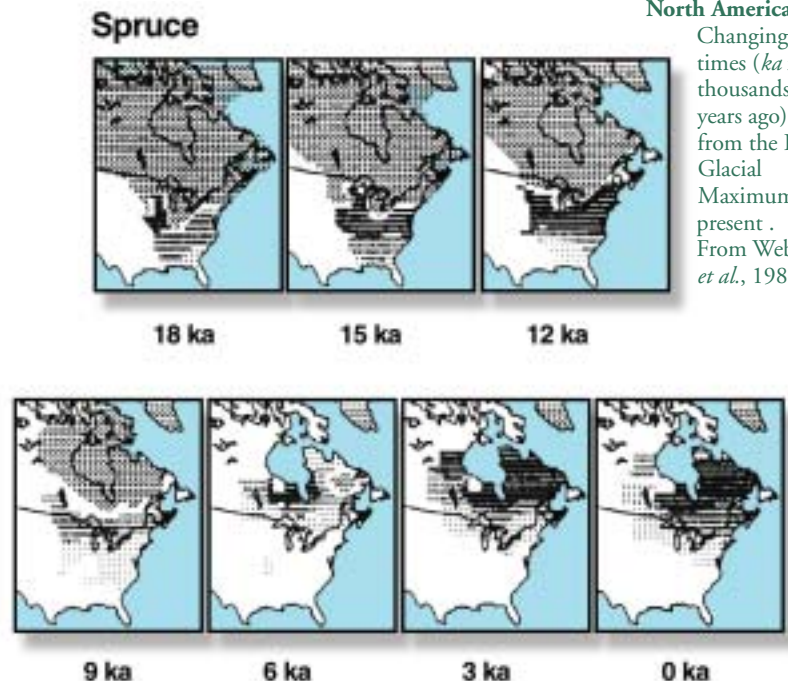 Spruce
North America
Changing
times (ka
thousands
years ago)
from the
Glacial
Maximum
present .
From
et al., 198
18 ka
15 ka
12 ka
9 ka
6 ka
3 ka
0 ka